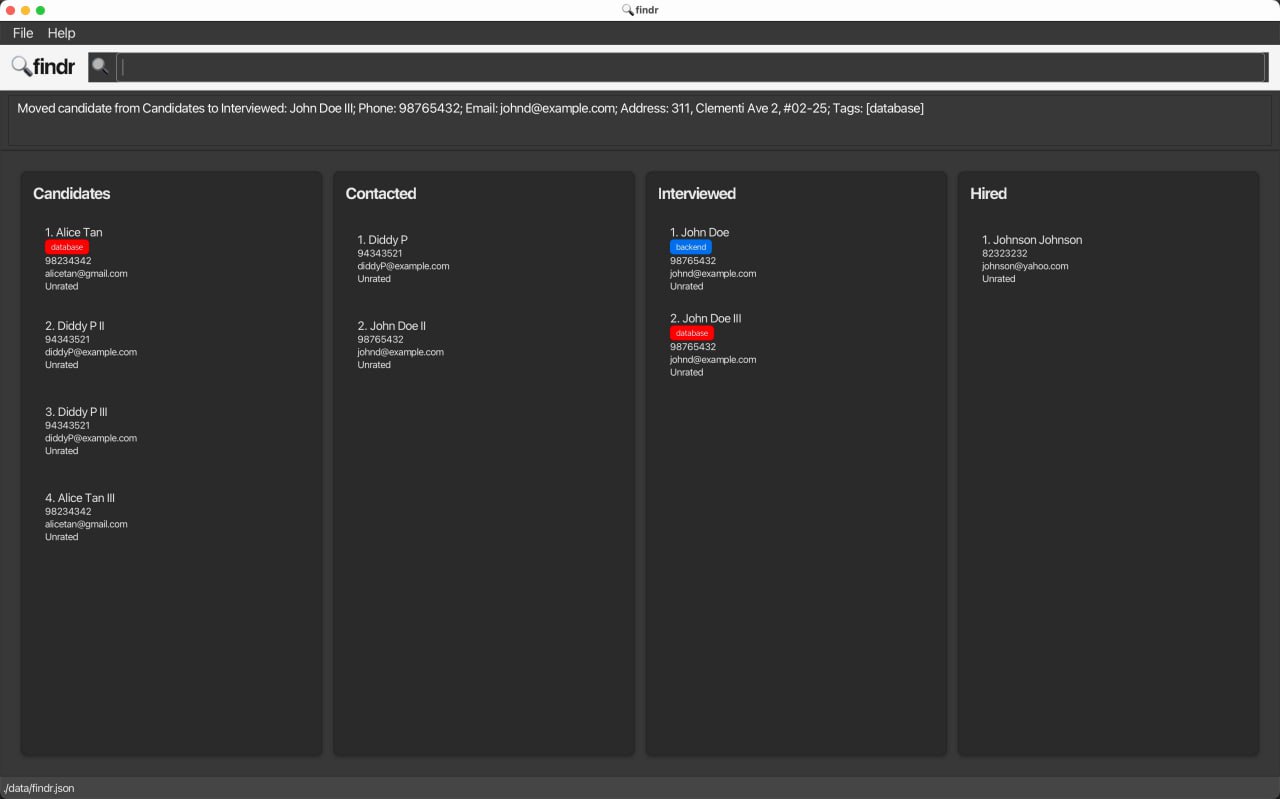 findr
File Help
findr
Moved candidate from Candidates to Interviewed: John Doe III; Phone: 98765432; Email: johnd@example.com; Address: 311, Clementi Ave 2, #02-25; Tags: [database]
Candidates
1. Alice Tan
database
98234342
alicetan@gmail.com
Unrated
2. Diddy P II
94343521
diddyP@example.com
Unrated
3. Diddy P III
94343521
diddyP@example.com
Unrated
4. Alice Tan III
98234342
alicetan@gmail.com
Unrated
Contacted
1. Diddy P
94343521
diddyP@example.com
Unrated
2. John Doe II
98765432
johnd@example.com
Unrated
Interviewed
1. John Doe
backend
98765432
johnd@example.com
Unrated
2. John Doe III
database
98765432
johnd@example.com
Unrated
Hired
1. Johnson Johnson
82323232
johnson@yahoo.com
Unrated
./data/findr.json